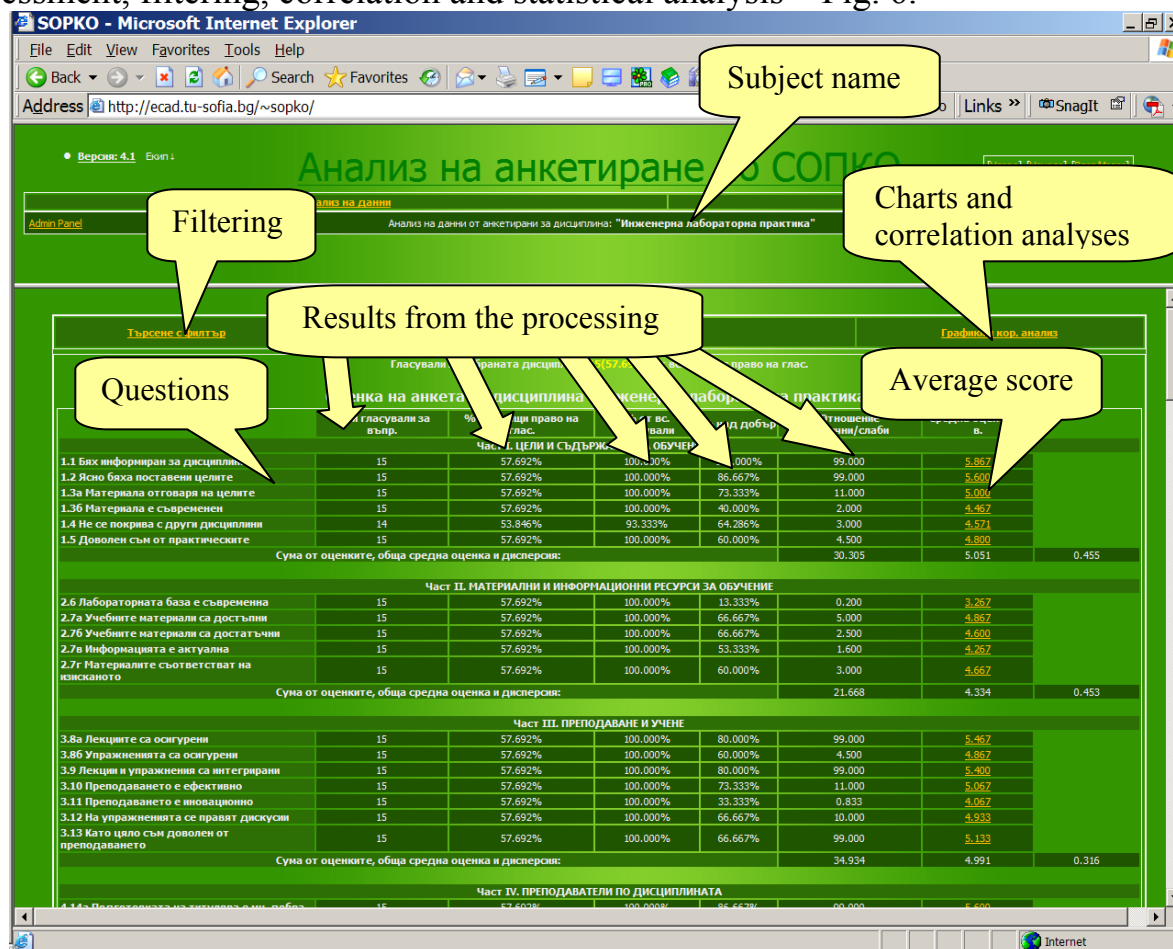 essment, filtering, correlation and statistical analysis – Fig. 6.
SOPKO - Microsoft Internet Explorer
File Edit View Favorites Tools Help
Back Search Favorites
Address http://ecad.tu-sofia.bg/~sopko/ Links » SnagIt
Subject name
Версия: 4.1 Екип↓
Анализ на анкетиране по СОПКО
Charts and
correlation analyses
Filtering
на данни
Admin Panel Анализ на данни от анкетирани за дисциплина: "Инженерна лабораторна практика"
Results from the processing
Търсене с филтър
кор. анализ
Гласували право на глас.
Questions
Average score
на дисциплина
гласували за
въпр.
право на
глас.
от вс.
Отношение
слаби
в.
Част I. ЦЕЛИ И ОБУЧЕНИЕ
1.1 Бях информиран за 15 57.692% 100.000% 99.000 5.867
1.2 Ясно бяха поставени целите 15 57.692% 100.000% 86.667% 99.000 5.600
1.3а Материала отговаря на целите 15 57.692% 100.000% 73.333% 11.000 5.000
1.3б Материала е съвременен 15 57.692% 100.000% 40.000% 2.000 4.467
1.4 Не се покрива с други дисциплини 14 53.846% 93.333% 64.286% 3.000 4.571
1.5 Доволен съм от практическите 15 57.692% 100.000% 60.000% 4.500 4.800
Сума от оценките, обща средна оценка и дисперсия: 30.305 5.051 0.455
Част II. МАТЕРИАЛНИ И ИНФОРМАЦИОННИ РЕСУРСИ ЗА ОБУЧЕНИЕ
2.6 Лабораторната база е съвременна 15 57.692% 100.000% 13.333% 0.200 3.267
2.7а Учебните материали са достъпни 15 57.692% 100.000% 66.667% 5.000 4.867
2.7б Учебните материали са достатъчни 15 57.692% 100.000% 66.667% 2.500 4.600
2.7в Информацията е актуална 15 57.692% 100.000% 53.333% 1.600 4.267
2.7г Материалите съответстват на
изисканото 15 57.692% 100.000% 60.000% 3.000 4.667
Сума от оценките, обща средна оценка и дисперсия: 21.668 4.334 0.453
Част III. ПРЕПОДАВАНЕ И УЧЕНЕ
3.8а Лекциите са осигурени 15 57.692% 100.000% 80.000% 99.000 5.467
3.8б Упражненията са осигурени 15 57.692% 100.000% 60.000% 4.500 4.867
3.9 Лекции и упражнения са интегрирани 15 57.692% 100.000% 80.000% 99.000 5.400
3.10 Преподаването е ефективно 15 57.692% 100.000% 73.333% 11.000 5.067
3.11 Преподаването е иновационно 15 57.692% 100.000% 33.333% 0.833 4.067
3.12 На упражненията се правят дискусии 15 57.692% 100.000% 66.667% 10.000 4.933
3.13 Като цяло съм доволен от
преподаването 15 57.692% 100.000% 66.667% 99.000 5.133
Сума от оценките, обща средна оценка и дисперсия: 34.934 4.991 0.316
Част IV. ПРЕПОДАВАТЕЛИ ПО ДИСЦИПЛИНАТА
Internet